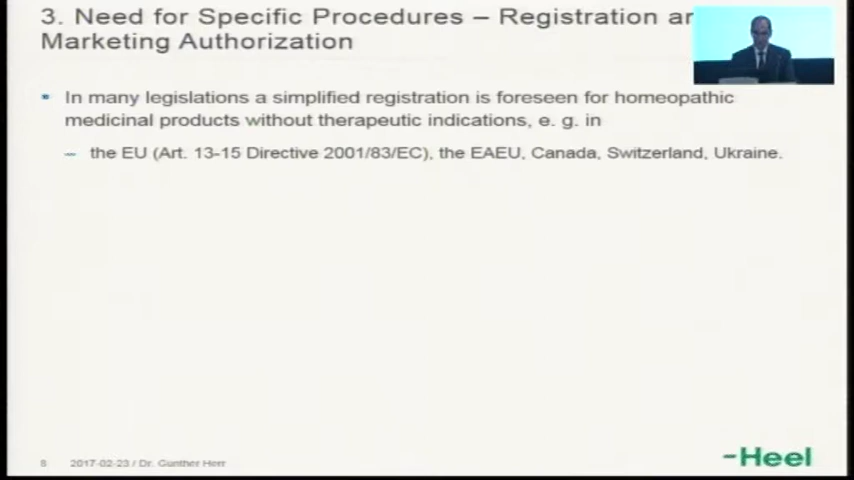 3. Need for Specific Procedures – Registration ar
Marketing Authorization
▪ In many legislations a simplified registration is foreseen for homeopathic
medicinal products without therapeutic indications, e. g. in
– the EU (Art. 13-15 Directive 2001/83/EC), the EAEU, Canada, Switzerland, Ukraine.
8 2017-02-23 / Dr. Gunther Herr
-Heel